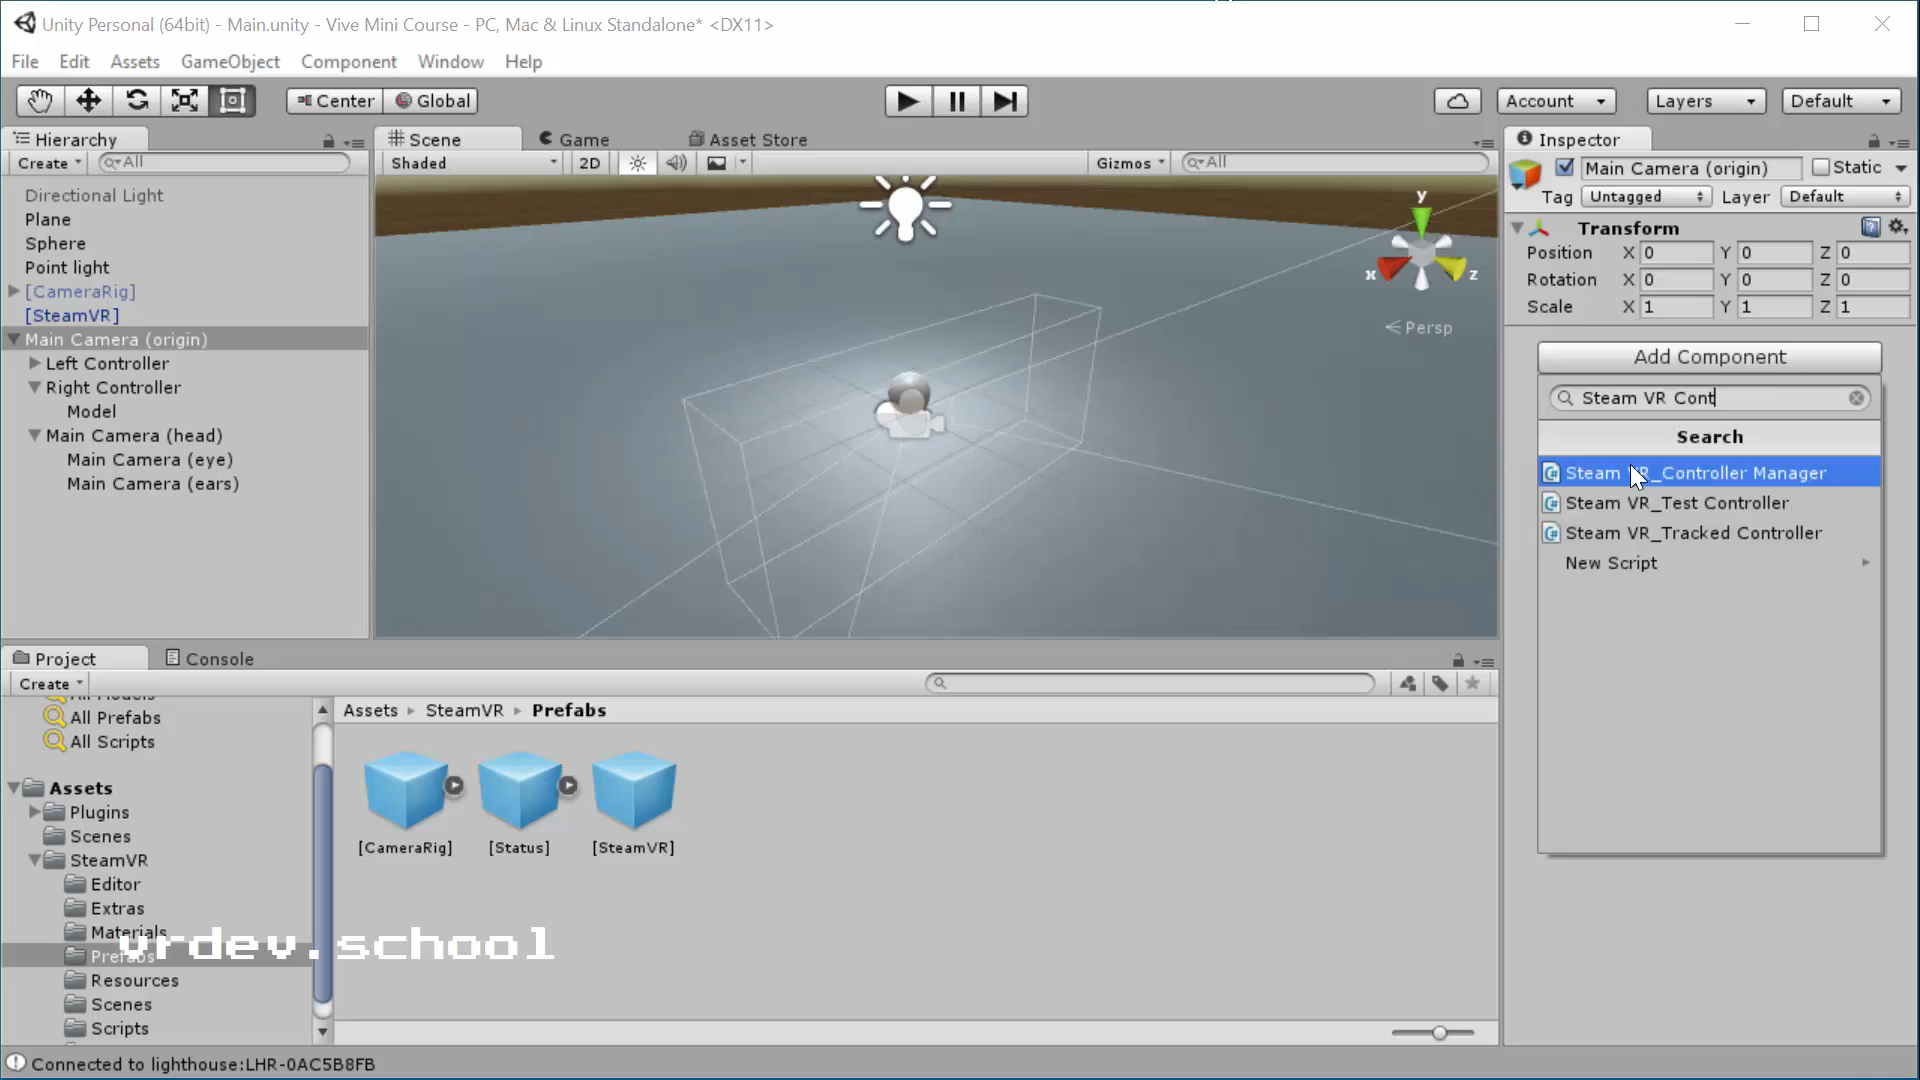 Unity Personal (64bit) - Main.unity - Vive Mini Course - PC, Mac & Linux Standalone* <DX11>
File Edit Assets GameObject Component Window Help
Center Global Account Layers Default
Hierarchy
Create All
Directional Light
Plane
Sphere
Point light
[CameraRig]
[SteamVR]
Main Camera (origin)
Left Controller
Right Controller
Model
Main Camera (head)
Main Camera (eye)
Main Camera (ears)
Scene Game Asset Store
Shaded 2D Gizmos All
y
x z
Persp
Inspector
Main Camera (origin) Static
Tag Untagged Layer Default
Transform
Position X 0 Y 0 Z 0
Rotation X 0 Y 0 Z 0
Scale X 1 Y 1 Z 1
Add Component
Steam VR Cont
Search
Steam VR_Controller Manager
Steam VR_Test Controller
Steam VR_Tracked Controller
New Script
Project Console
Create
All Models
All Prefabs
All Scripts
Assets
Plugins
Scenes
SteamVR
Editor
Extras
Materials
Prefabs
Resources
Scenes
Scripts
Assets SteamVR Prefabs
[CameraRig] [Status] [SteamVR]
vrdev.school
Connected to lighthouse:LHR-0AC5B8FB